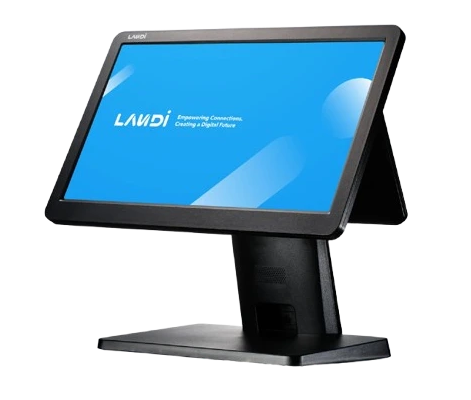 LANDI
LANDI
Empowering Connections,
Creating a Digital Future